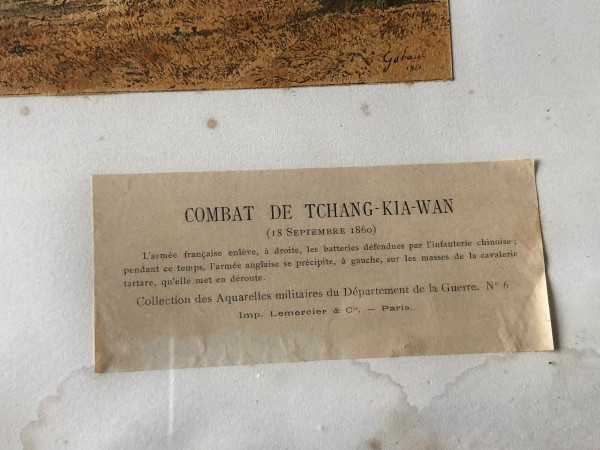 COMBAT DE TCHANG-KIA-WAN
(18 SEPTEMBRE 1860)
L'armée française enlève, à droite, les batteries défendues par l'infanterie chinoise ;
pendant ce temps, l'armée anglaise se précipite, à gauche, sur les masses de la cavalerie
tartare, qu'elle met en déroute.
Collection des Aquarelles militaires du Département de la Guerre. N° 6
Imp. Lemercier & Cie. — Paris.